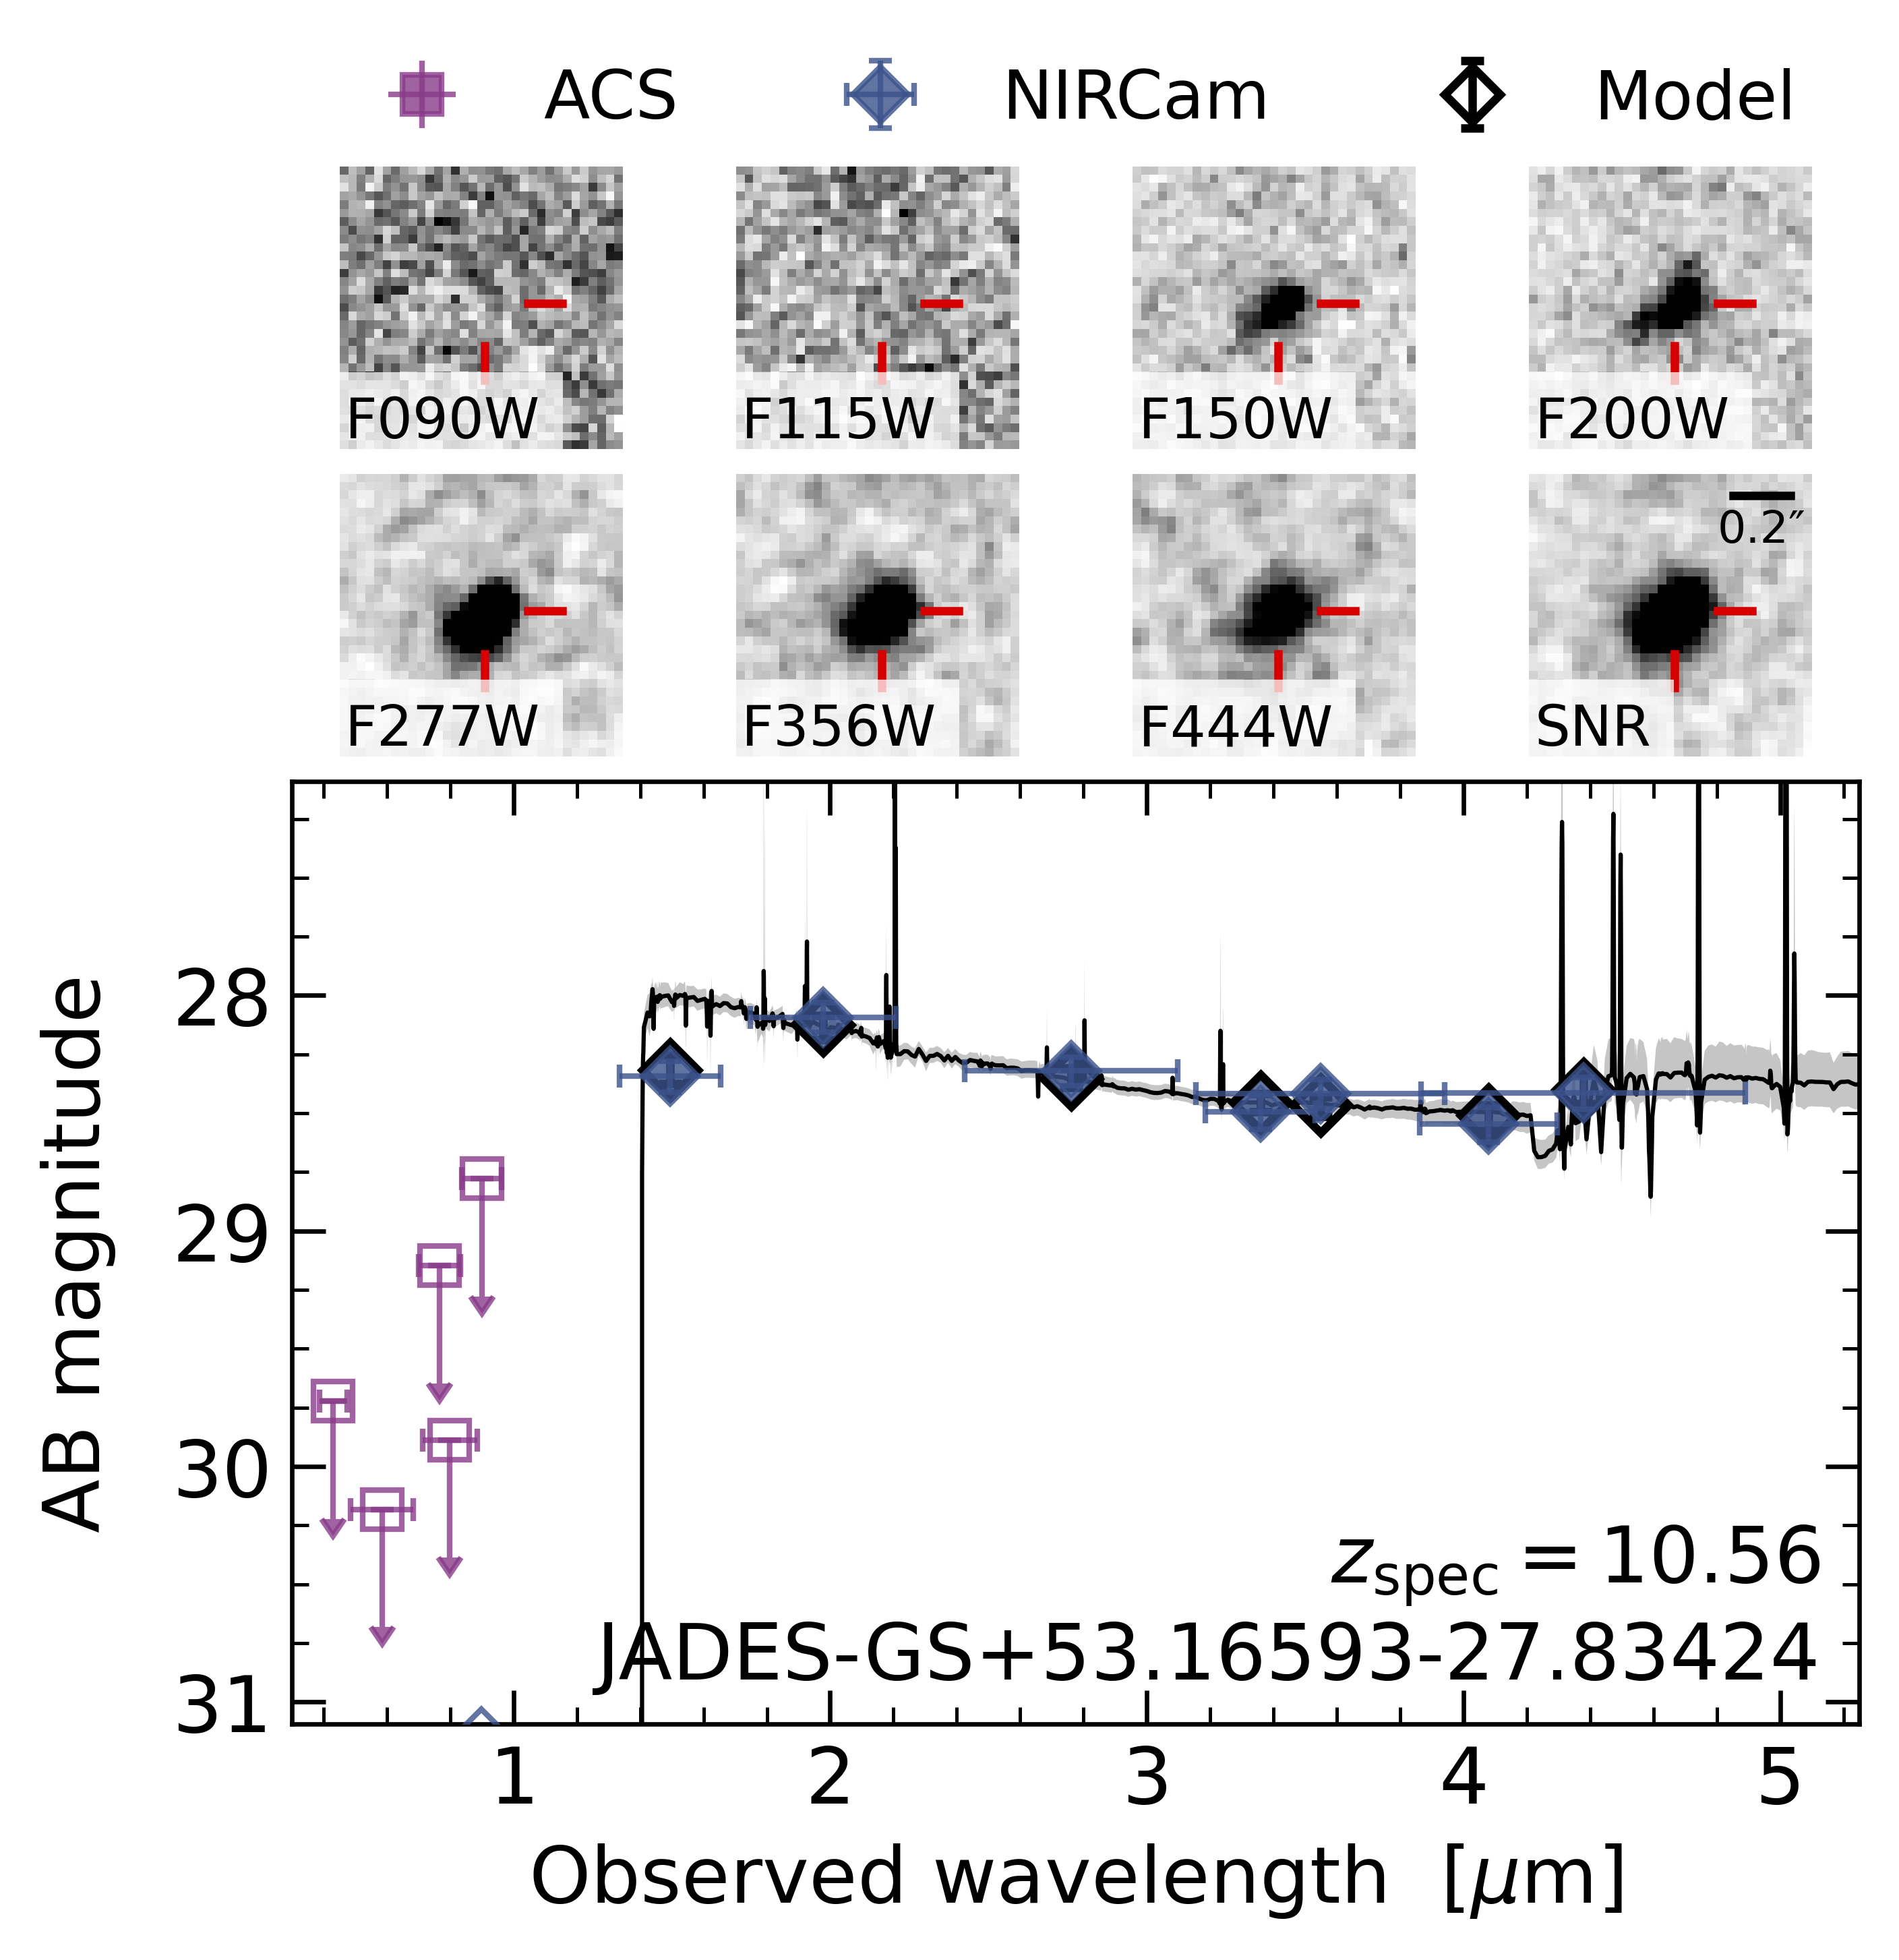 ACS NIRCam Model
F090W F115W F150W F200W
0.2″
F277W F356W F444W SNR
AB magnitude
28
29
30
31
z_spec = 10.56
JADES-GS+53.16593-27.83424
1 2 3 4 5
Observed wavelength [μm]